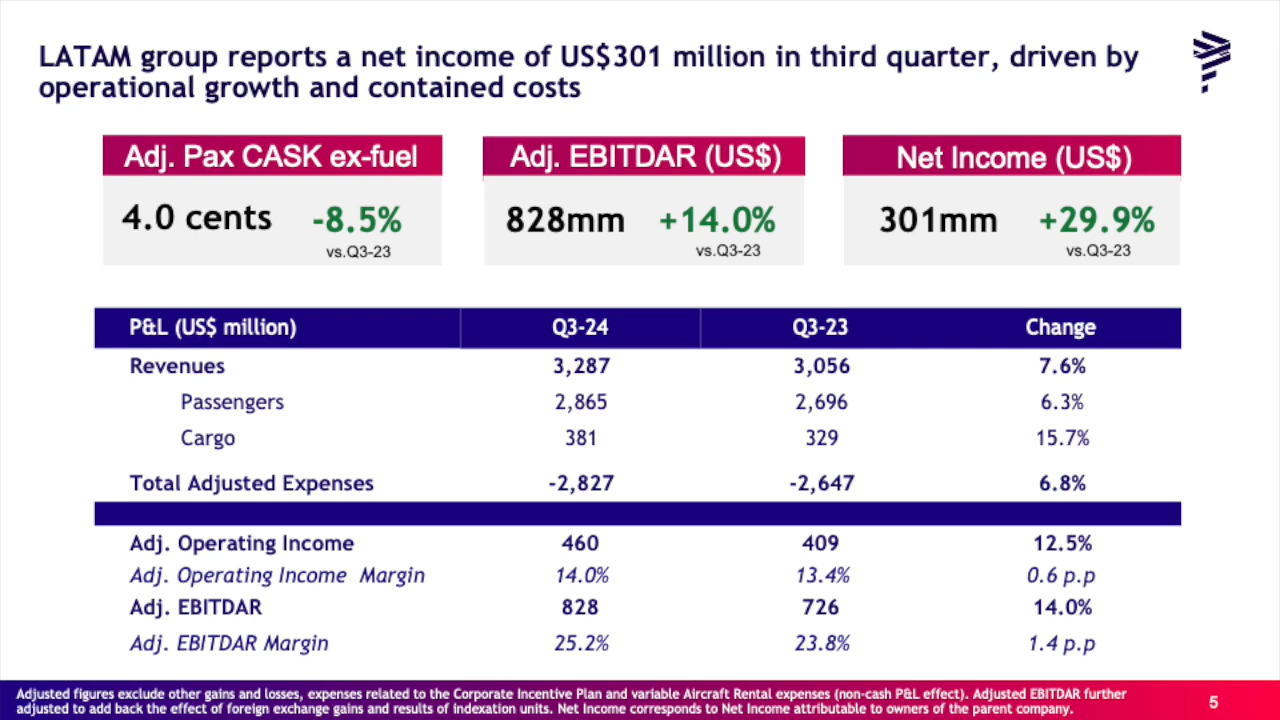 LATAM group reports a net income of US$301 million in third quarter, driven by
operational growth and contained costs
Adj. Pax CASK ex-fuel
4.0 cents -8.5%
vs.Q3-23
Adj. EBITDAR (US$)
828mm +14.0%
vs.Q3-23
Net Income (US$)
301mm +29.9%
vs.Q3-23
P&L (US$ million) Q3-24 Q3-23 Change
Revenues 3,287 3,056 7.6%
Passengers 2,865 2,696 6.3%
Cargo 381 329 15.7%
Total Adjusted Expenses -2,827 -2,647 6.8%
Adj. Operating Income 460 409 12.5%
Adj. Operating Income Margin 14.0% 13.4% 0.6 p.p
Adj. EBITDAR 828 726 14.0%
Adj. EBITDAR Margin 25.2% 23.8% 1.4 p.p
Adjusted figures exclude other gains and losses, expenses related to the Corporate Incentive Plan and variable Aircraft Rental expenses (non-cash P&L effect). Adjusted EBITDAR further
adjusted to add back the effect of foreign exchange gains and results of indexation units. Net Income corresponds to Net Income attributable to owners of the parent company.
5